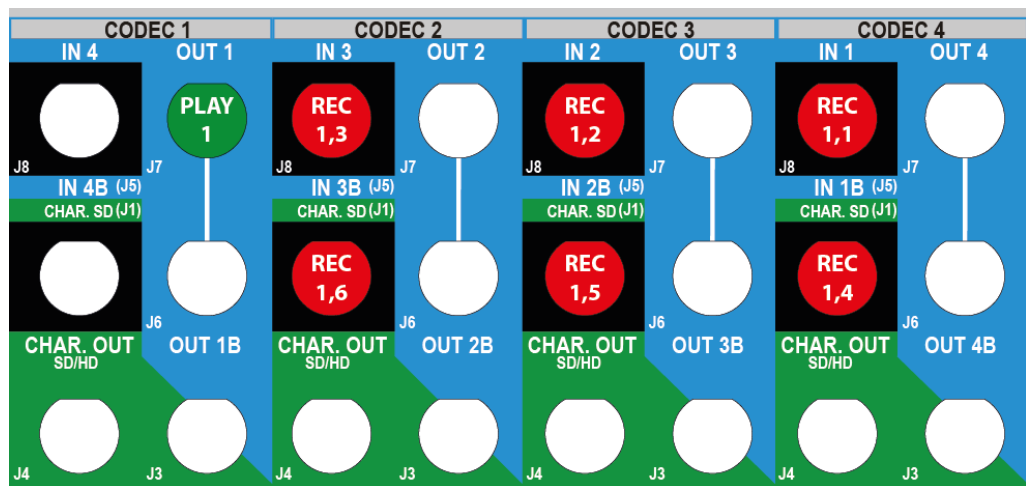 CODEC 1 CODEC 2 CODEC 3 CODEC 4
IN 4 OUT 1 IN 3 OUT 2 IN 2 OUT 3 IN 1 OUT 4
PLAY REC REC REC
1 1,3 1,2 1,1
J8 J7 J8 J7 J8 J7 J8 J7
IN 4B (J5) IN 3B (J5) IN 2B (J5) IN 1B (J5)
CHAR. SD (J1) CHAR. SD (J1) CHAR. SD (J1) CHAR. SD (J1)
REC REC REC
1,6 1,5 1,4
J6 J6 J6 J6
CHAR. OUT OUT 1B CHAR. OUT OUT 2B CHAR. OUT OUT 3B CHAR. OUT OUT 4B
SD/HD SD/HD SD/HD SD/HD
J4 J3 J4 J3 J4 J3 J4 J3